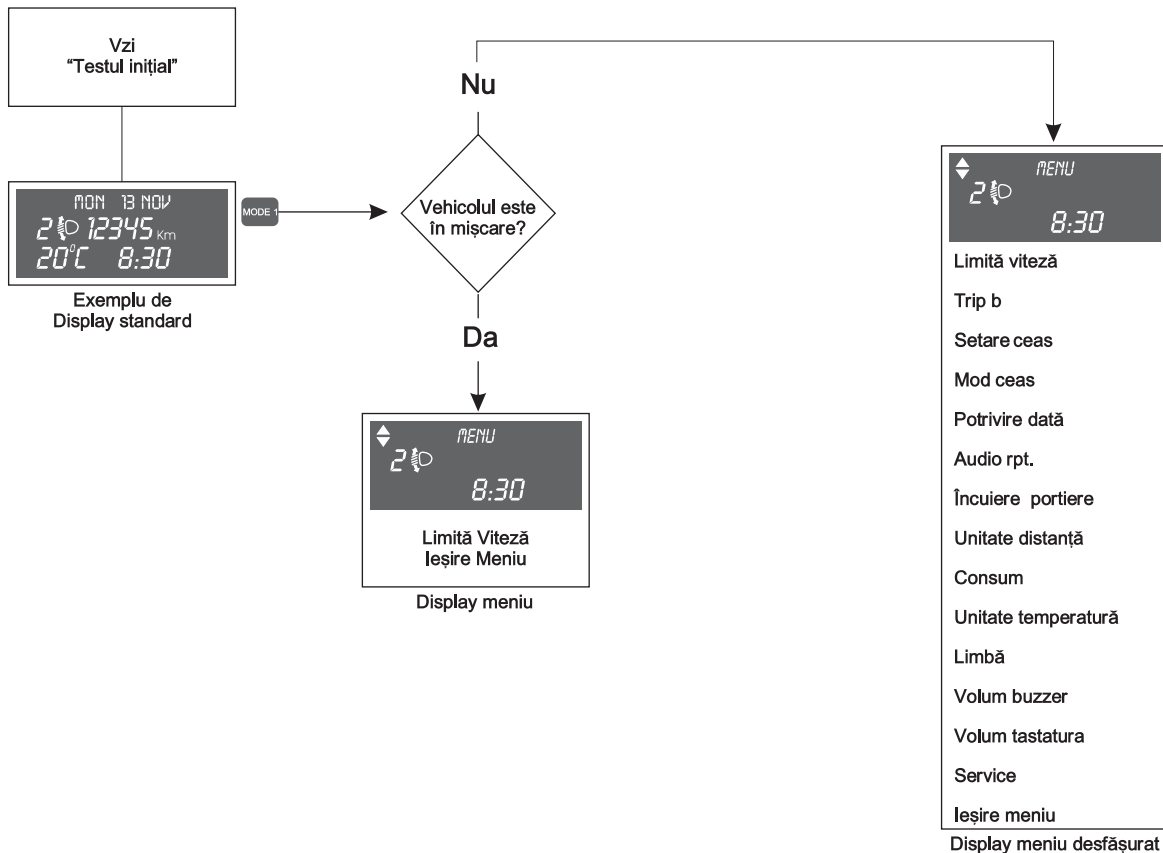 Vzi
“Testul inițial”
MON 13 NOV
2 12345 Km
20°C 8:30
Exemplu de
Display standard
MODE 1
Nu
Vehicolul este
în mișcare?
Da
MENU
2
8:30
Limită Viteză
Ieșire Meniu
Display meniu
MENU
2
8:30
Limită viteză
Trip b
Setare ceas
Mod ceas
Potrivire dată
Audio rpt.
Încuiere portiere
Unitate distanță
Consum
Unitate temperatură
Limbă
Volum buzzer
Volum tastatura
Service
Ieșire meniu
Display meniu desfășurat